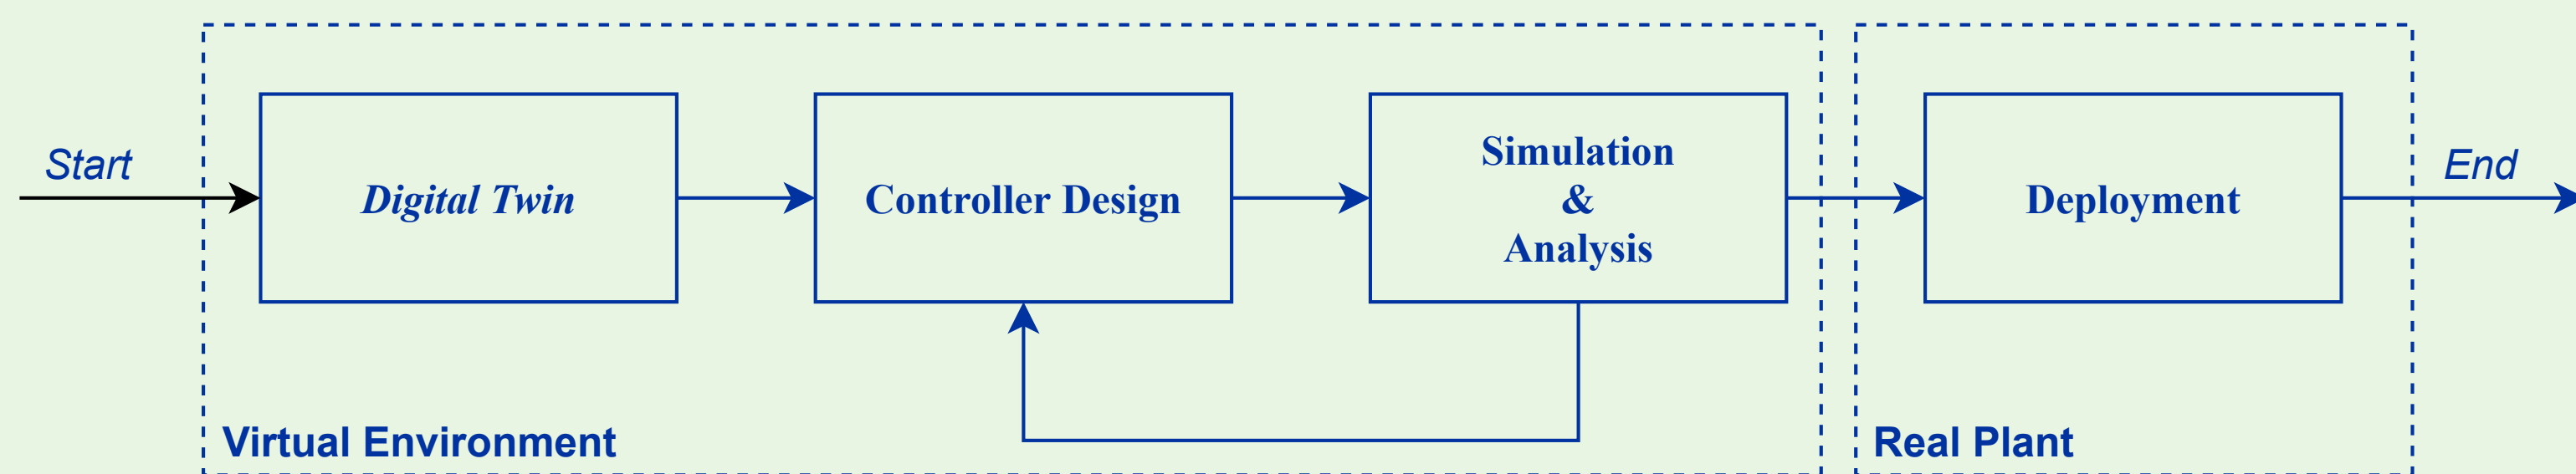 Start
Digital Twin
Controller Design
Simulation
&
Analysis
Deployment
End
Virtual Environment
Real Plant